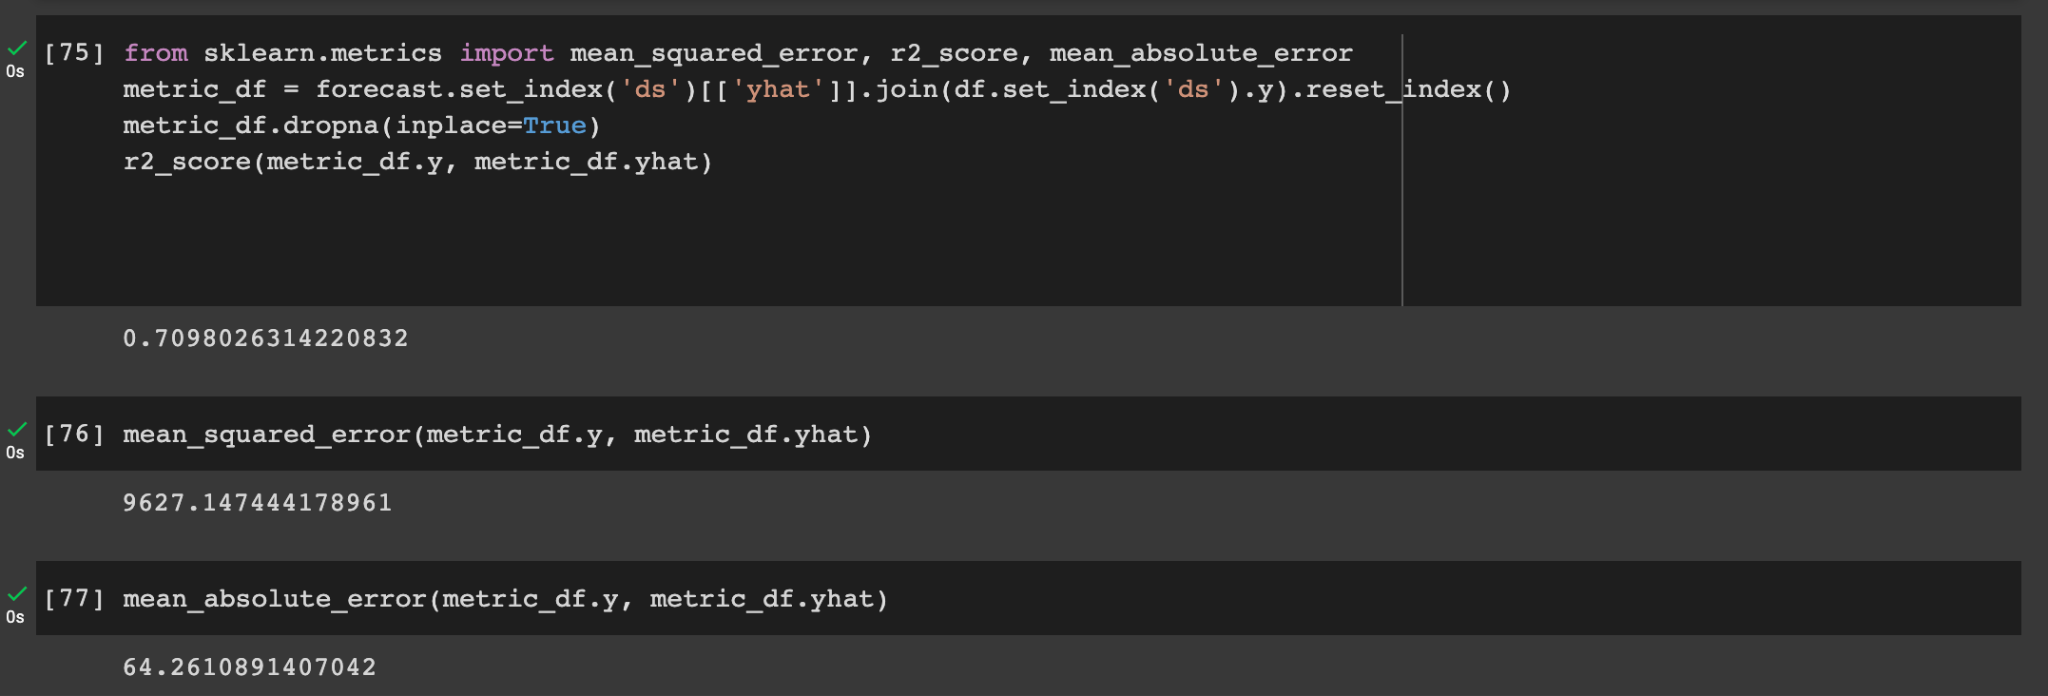 [75] from sklearn.metrics import mean_squared_error, r2_score, mean_absolute_error
0s
metric_df = forecast.set_index('ds')[['yhat']].join(df.set_index('ds').y).reset_index()
metric_df.dropna(inplace=True)
r2_score(metric_df.y, metric_df.yhat)
0.7098026314220832
[76] mean_squared_error(metric_df.y, metric_df.yhat)
0s
9627.147444178961
[77] mean_absolute_error(metric_df.y, metric_df.yhat)
0s
64.2610891407042